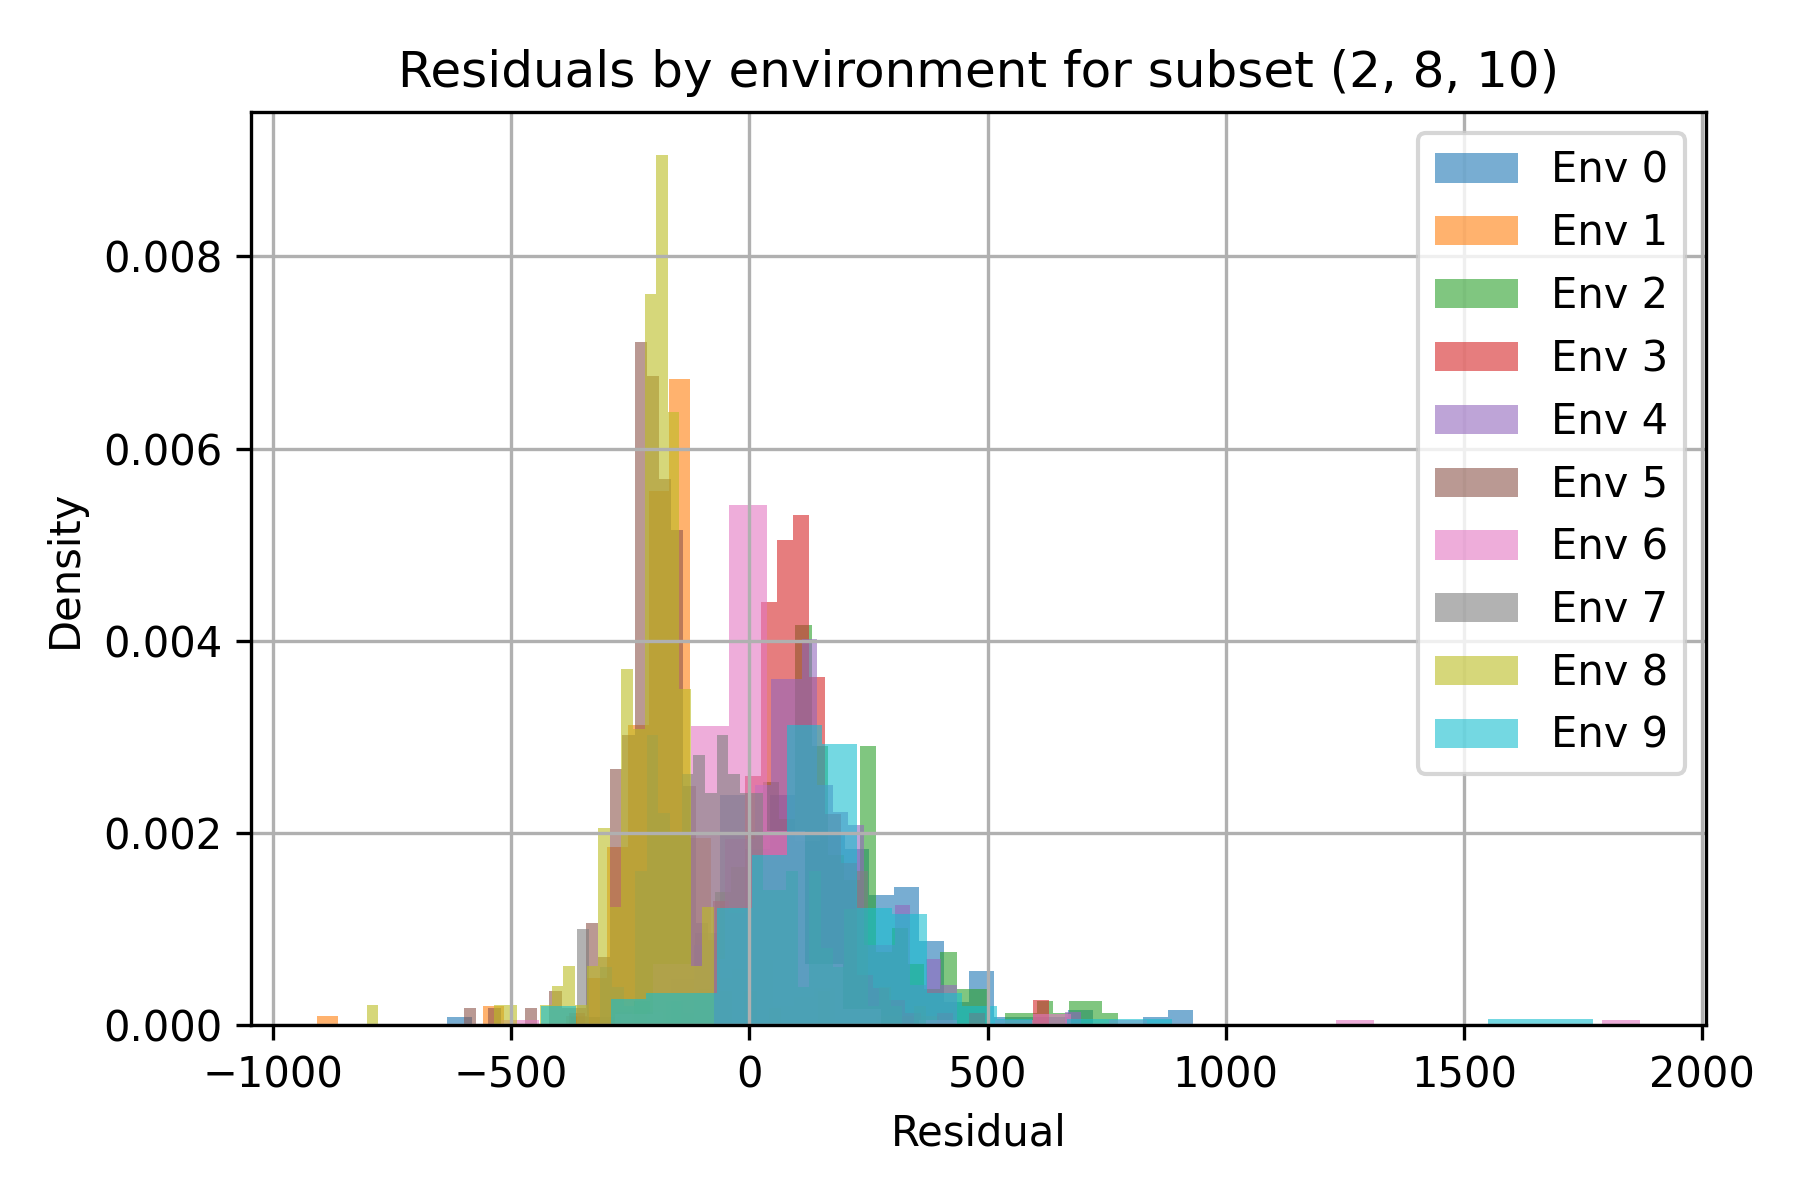 Residuals by environment for subset (2, 8, 10)
Env 0
Env 1
Env 2
Env 3
Env 4
Env 5
Env 6
Env 7
Env 8
Env 9
Density
0.008
0.006
0.004
0.002
0.000
−1000 −500 0 500 1000 1500 2000
Residual